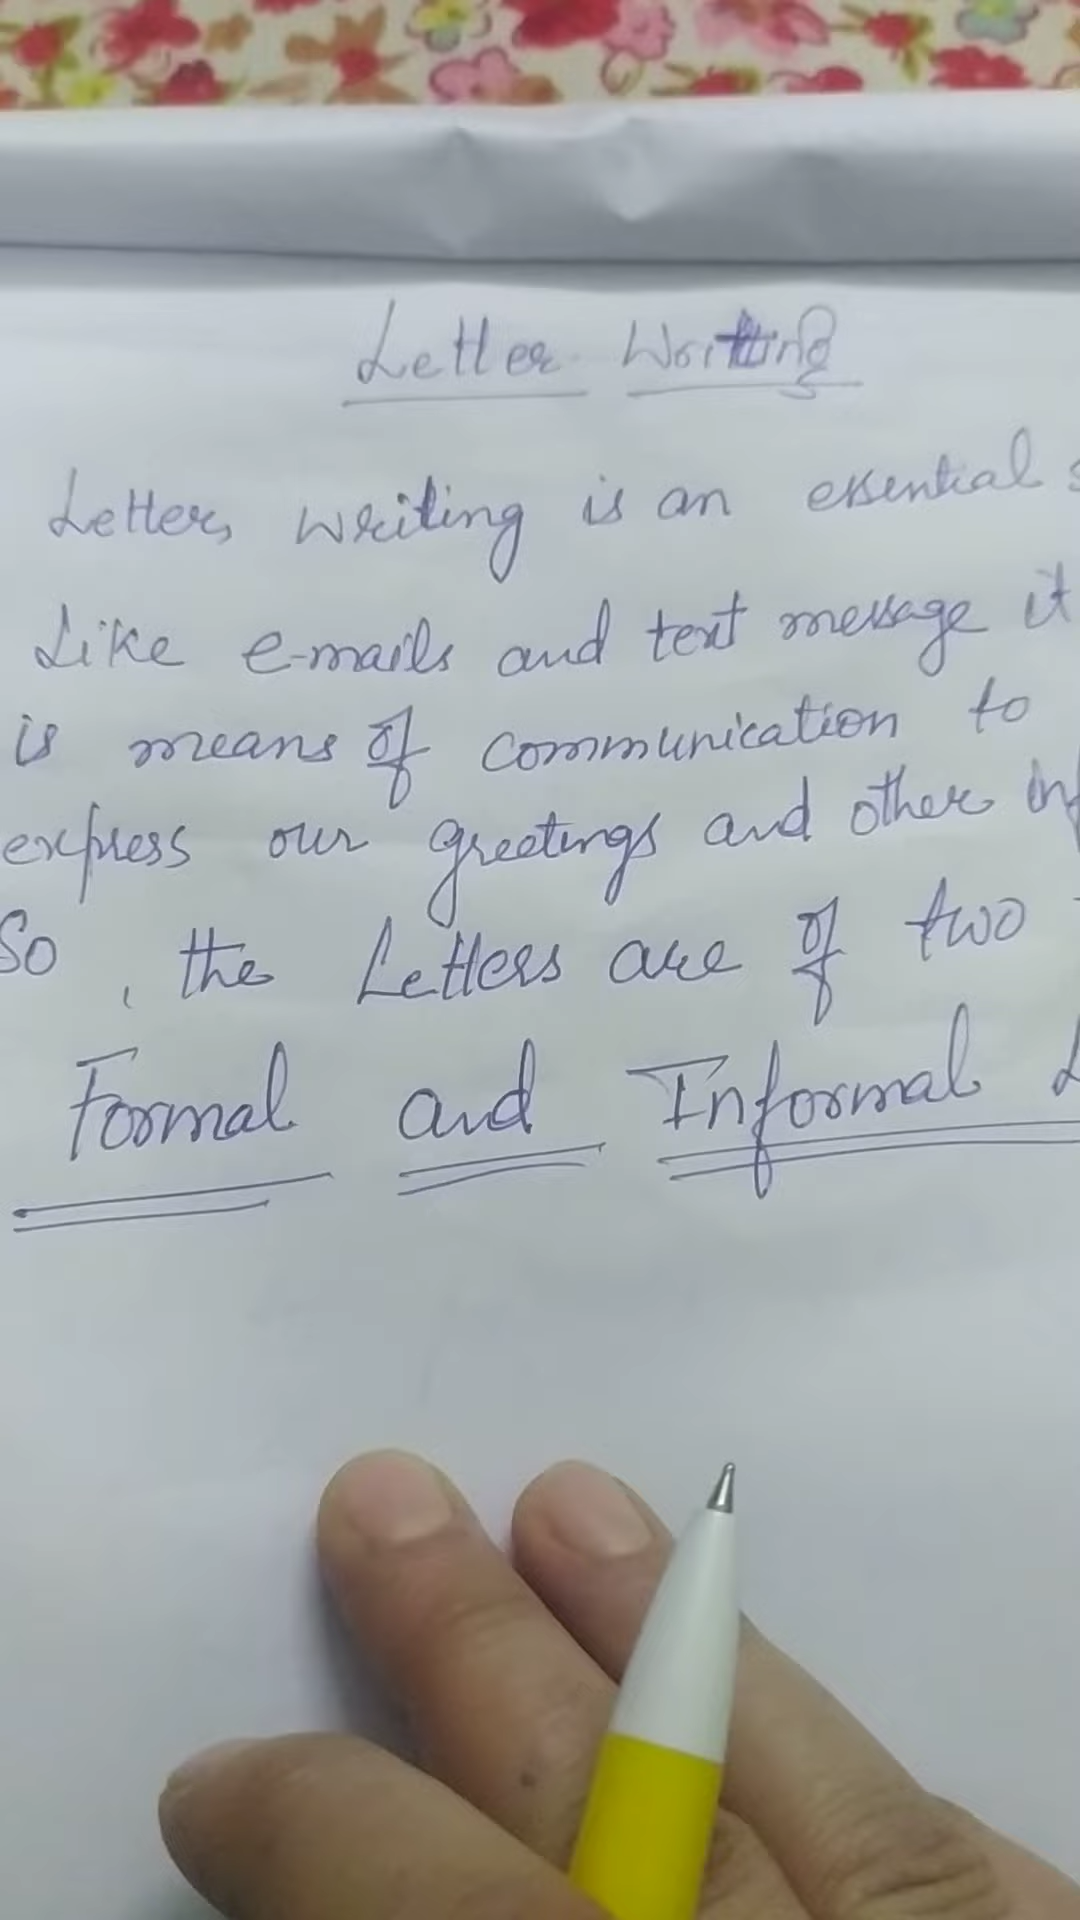 Letter Writing
Letter writing is an essential
Like e-mails and text message it
is means of communication to
express our greetings and other
So, the Letters are of two
Formal and Informal